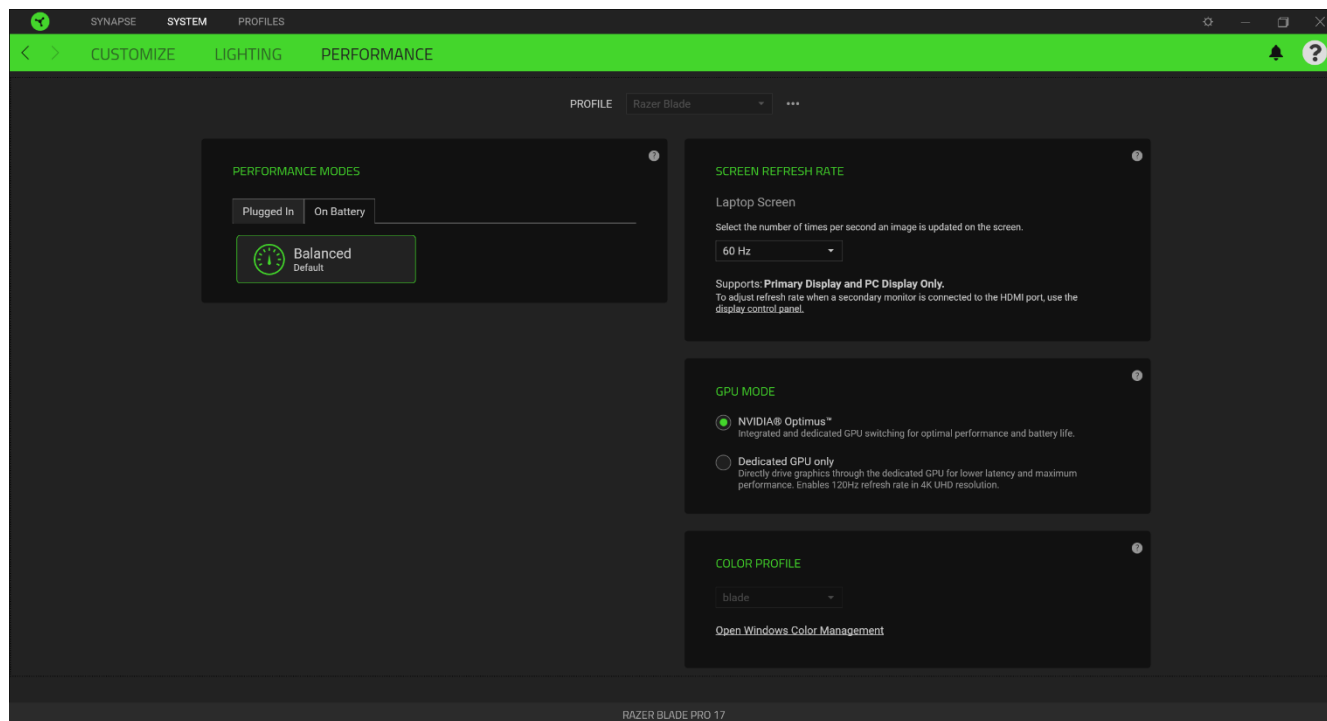 SYNAPSE SYSTEM PROFILES
CUSTOMIZE LIGHTING PERFORMANCE
?
PROFILE Razer Blade
PERFORMANCE MODES
?
Plugged In On Battery
Balanced
Default
SCREEN REFRESH RATE
?
Laptop Screen
Select the number of times per second an image is updated on the screen.
60 Hz
Supports: Primary Display and PC Display Only.
To adjust refresh rate when a secondary monitor is connected to the HDMI port, use the
display control panel.
GPU MODE
?
NVIDIA® Optimus™
Integrated and dedicated GPU switching for optimal performance and battery life.
Dedicated GPU only
Directly drive graphics through the dedicated GPU for lower latency and maximum
performance. Enables 120Hz refresh rate in 4K UHD resolution.
COLOR PROFILE
?
blade
Open Windows Color Management
RAZER BLADE PRO 17